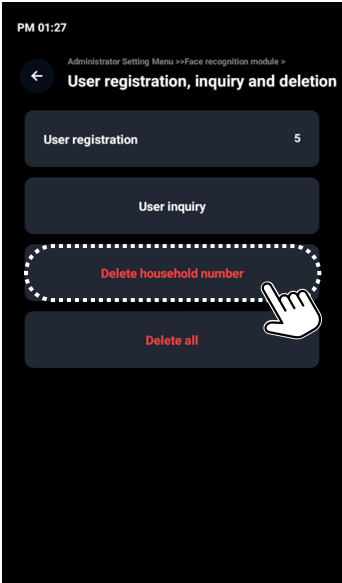 PM 01:27
Administrator Setting Menu >>Face recognition module >
User registration, inquiry and deletion
User registration 5
User inquiry
Delete household number
Delete all